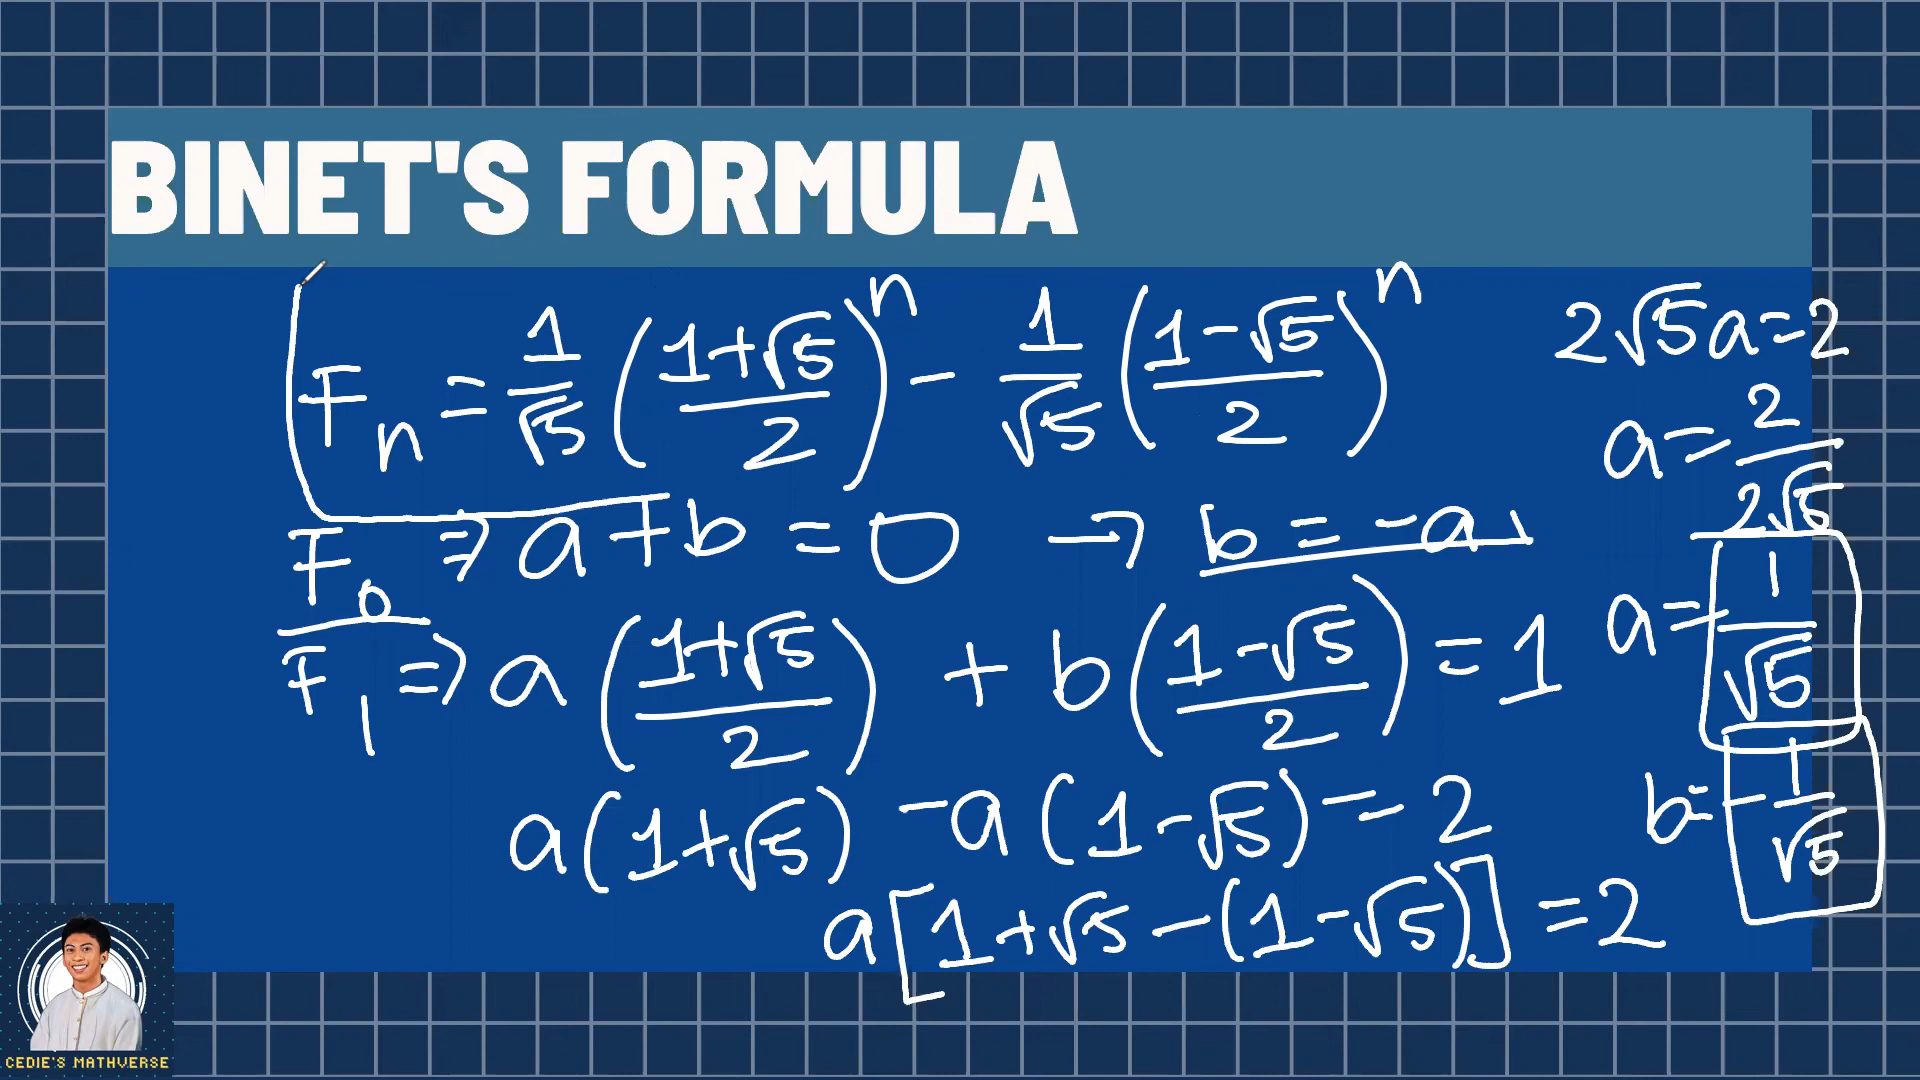 BINET'S FORMULA
Fₙ = 1/√5 ((1+√5)/2)ⁿ - 1/√5 ((1-√5)/2)ⁿ
F₀ ⇒ a + b = 0 → b = -a
F₁ ⇒ a((1+√5)/2) + b((1-√5)/2) = 1
a(1+√5) - a(1-√5) = 2
a[1+√5-(1-√5)] = 2
2√5a=2
a = 2/2√5
a = 1/√5
b = -1/√5
CEDIE'S MATHVERSE